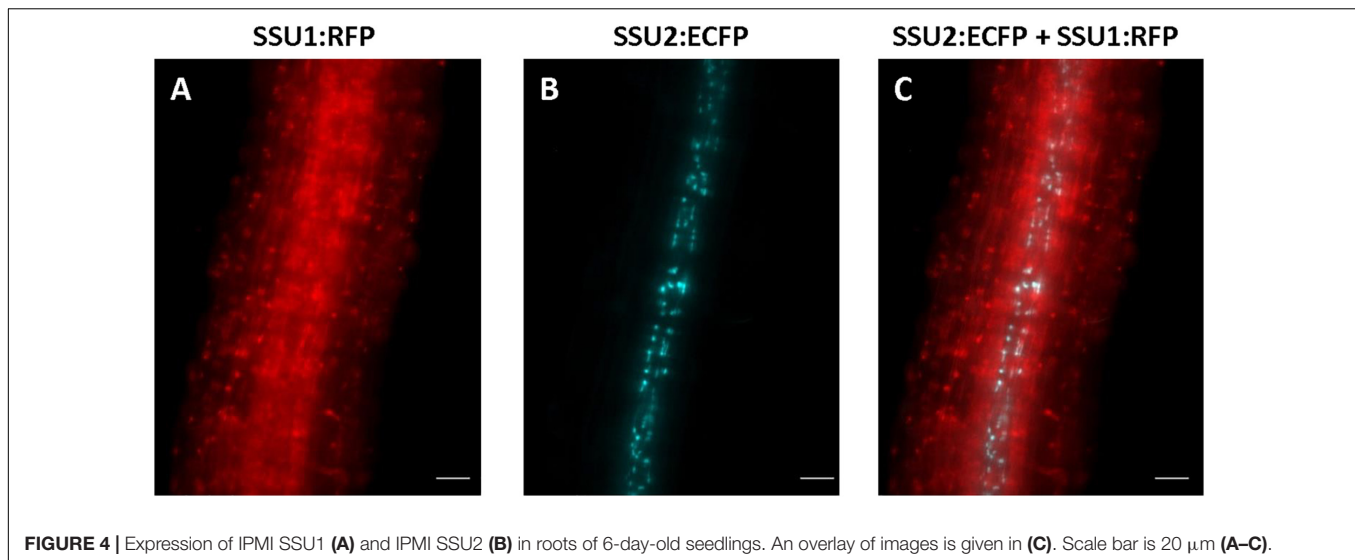 SSU1:RFP SSU2:ECFP SSU2:ECFP + SSU1:RFP
A B C
FIGURE 4 | Expression of IPMI SSU1 (A) and IPMI SSU2 (B) in roots of 6-day-old seedlings. An overlay of images is given in (C). Scale bar is 20 μm (A–C).